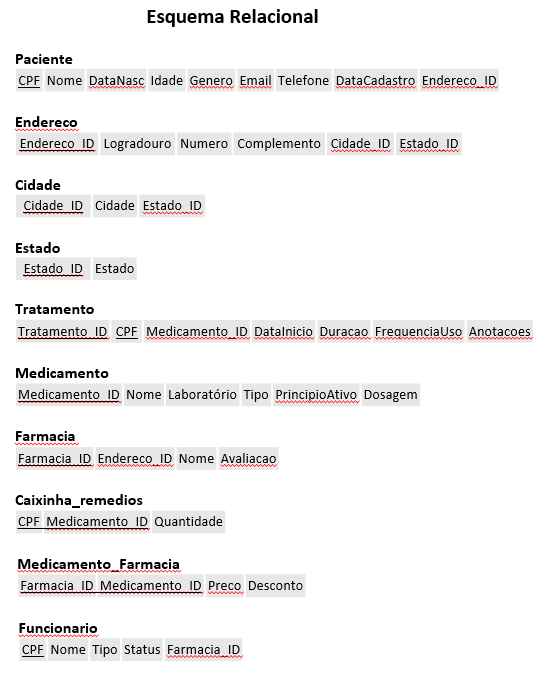 Esquema Relacional
Paciente
CPF Nome DataNasc Idade Genero Email Telefone DataCadastro Endereco_ID
Endereco
Endereco_ID Logradouro Numero Complemento Cidade_ID Estado_ID
Cidade
Cidade_ID Cidade Estado_ID
Estado
Estado_ID Estado
Tratamento
Tratamento_ID CPF Medicamento_ID DataInicio Duracao FrequenciaUso Anotacoes
Medicamento
Medicamento_ID Nome Laboratório Tipo PrincipioAtivo Dosagem
Farmacia
Farmacia_ID Endereco_ID Nome Avaliacao
Caixinha_remedios
CPF Medicamento_ID Quantidade
Medicamento_Farmacia
Farmacia_ID Medicamento_ID Preco Desconto
Funcionario
CPF Nome Tipo Status Farmacia_ID